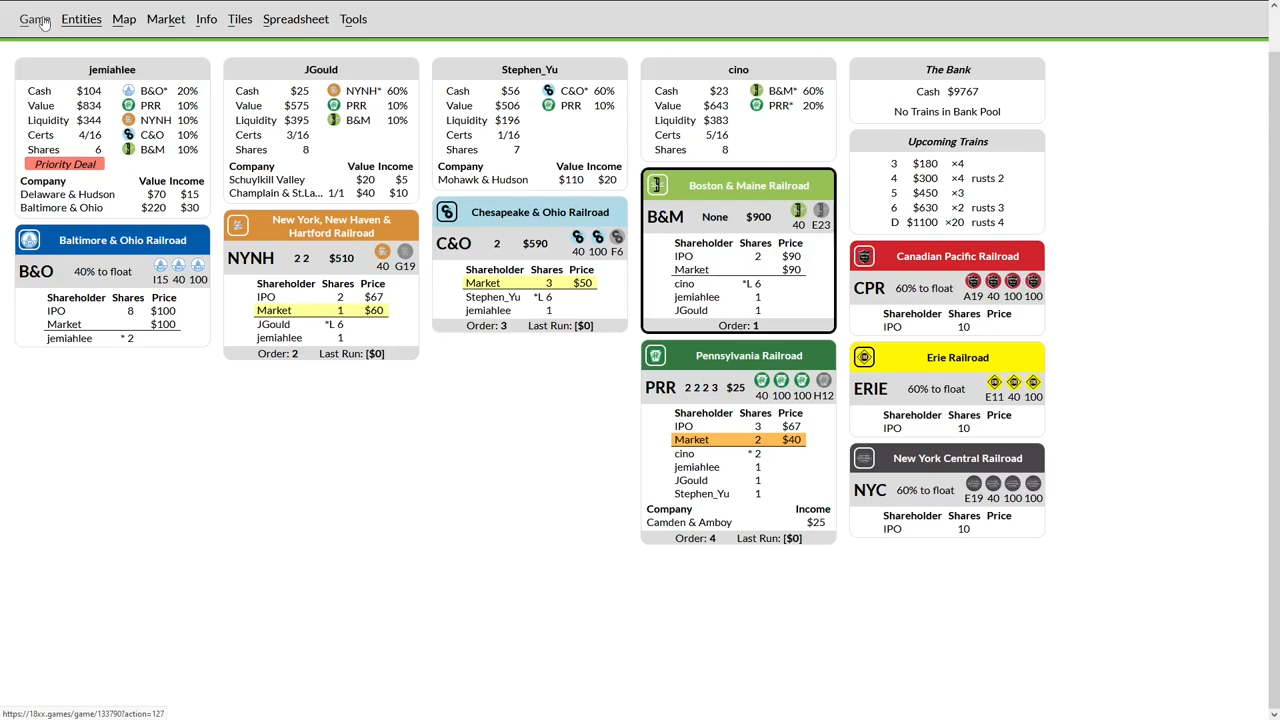 Game Entities Map Market Info Tiles Spreadsheet Tools
jemiahlee
Cash $104 B&O* 20%
Value $834 PRR 10%
Liquidity $344 NYNH 10%
Certs 4/16 C&O 10%
Shares 6 B&M 10%
Priority Deal
Company Value Income
Delaware & Hudson $70 $15
Baltimore & Ohio $220 $30
Baltimore & Ohio Railroad
B&O 40% to float I15 40 100
Shareholder Shares Price
IPO 8 $100
Market $100
jemiahlee * 2
JGould
Cash $25 NYNH* 60%
Value $575 PRR 10%
Liquidity $395 B&M 10%
Certs 3/16
Shares 8
Company Value Income
Schuylkill Valley $20 $5
Champlain & St.La... 1/1 $40 $10
New York, New Haven &
Hartford Railroad
NYNH 2 2 $510 40 G19
Shareholder Shares Price
IPO 2 $67
Market 1 $60
JGould *L 6
jemiahlee 1
Order: 2 Last Run: [$0]
Stephen_Yu
Cash $56 C&O* 60%
Value $506 PRR 10%
Liquidity $196
Certs 1/16
Shares 7
Company Value Income
Mohawk & Hudson $110 $20
Chesapeake & Ohio Railroad
C&O 2 $590 40 100 F6
Shareholder Shares Price
Market 3 $50
Stephen_Yu *L 6
jemiahlee 1
Order: 3 Last Run: [$0]
cino
Cash $23 B&M* 60%
Value $643 PRR* 20%
Liquidity $383
Certs 5/16
Shares 8
Boston & Maine Railroad
B&M None $900 40 E23
Shareholder Shares Price
IPO 2 $90
Market $90
cino *L 6
jemiahlee 1
JGould 1
Order: 1
Pennsylvania Railroad
PRR 2 2 2 3 $25 40 100 100 H12
Shareholder Shares Price
IPO 3 $67
Market 2 $40
cino * 2
jemiahlee 1
JGould 1
Stephen_Yu 1
Company Income
Camden & Amboy $25
Order: 4 Last Run: [$0]
The Bank
Cash $9767
No Trains in Bank Pool
Upcoming Trains
3 $180 ×4
4 $300 ×4 rusts 2
5 $450 ×3
6 $630 ×2 rusts 3
D $1100 ×20 rusts 4
Canadian Pacific Railroad
CPR 60% to float A19 40 100 100
Shareholder Shares Price
IPO 10
Erie Railroad
ERIE 60% to float E11 40 100
Shareholder Shares Price
IPO 10
New York Central Railroad
NYC 60% to float E19 40 100 100
Shareholder Shares Price
IPO 10
https://18xx.games/game/133790?action=127